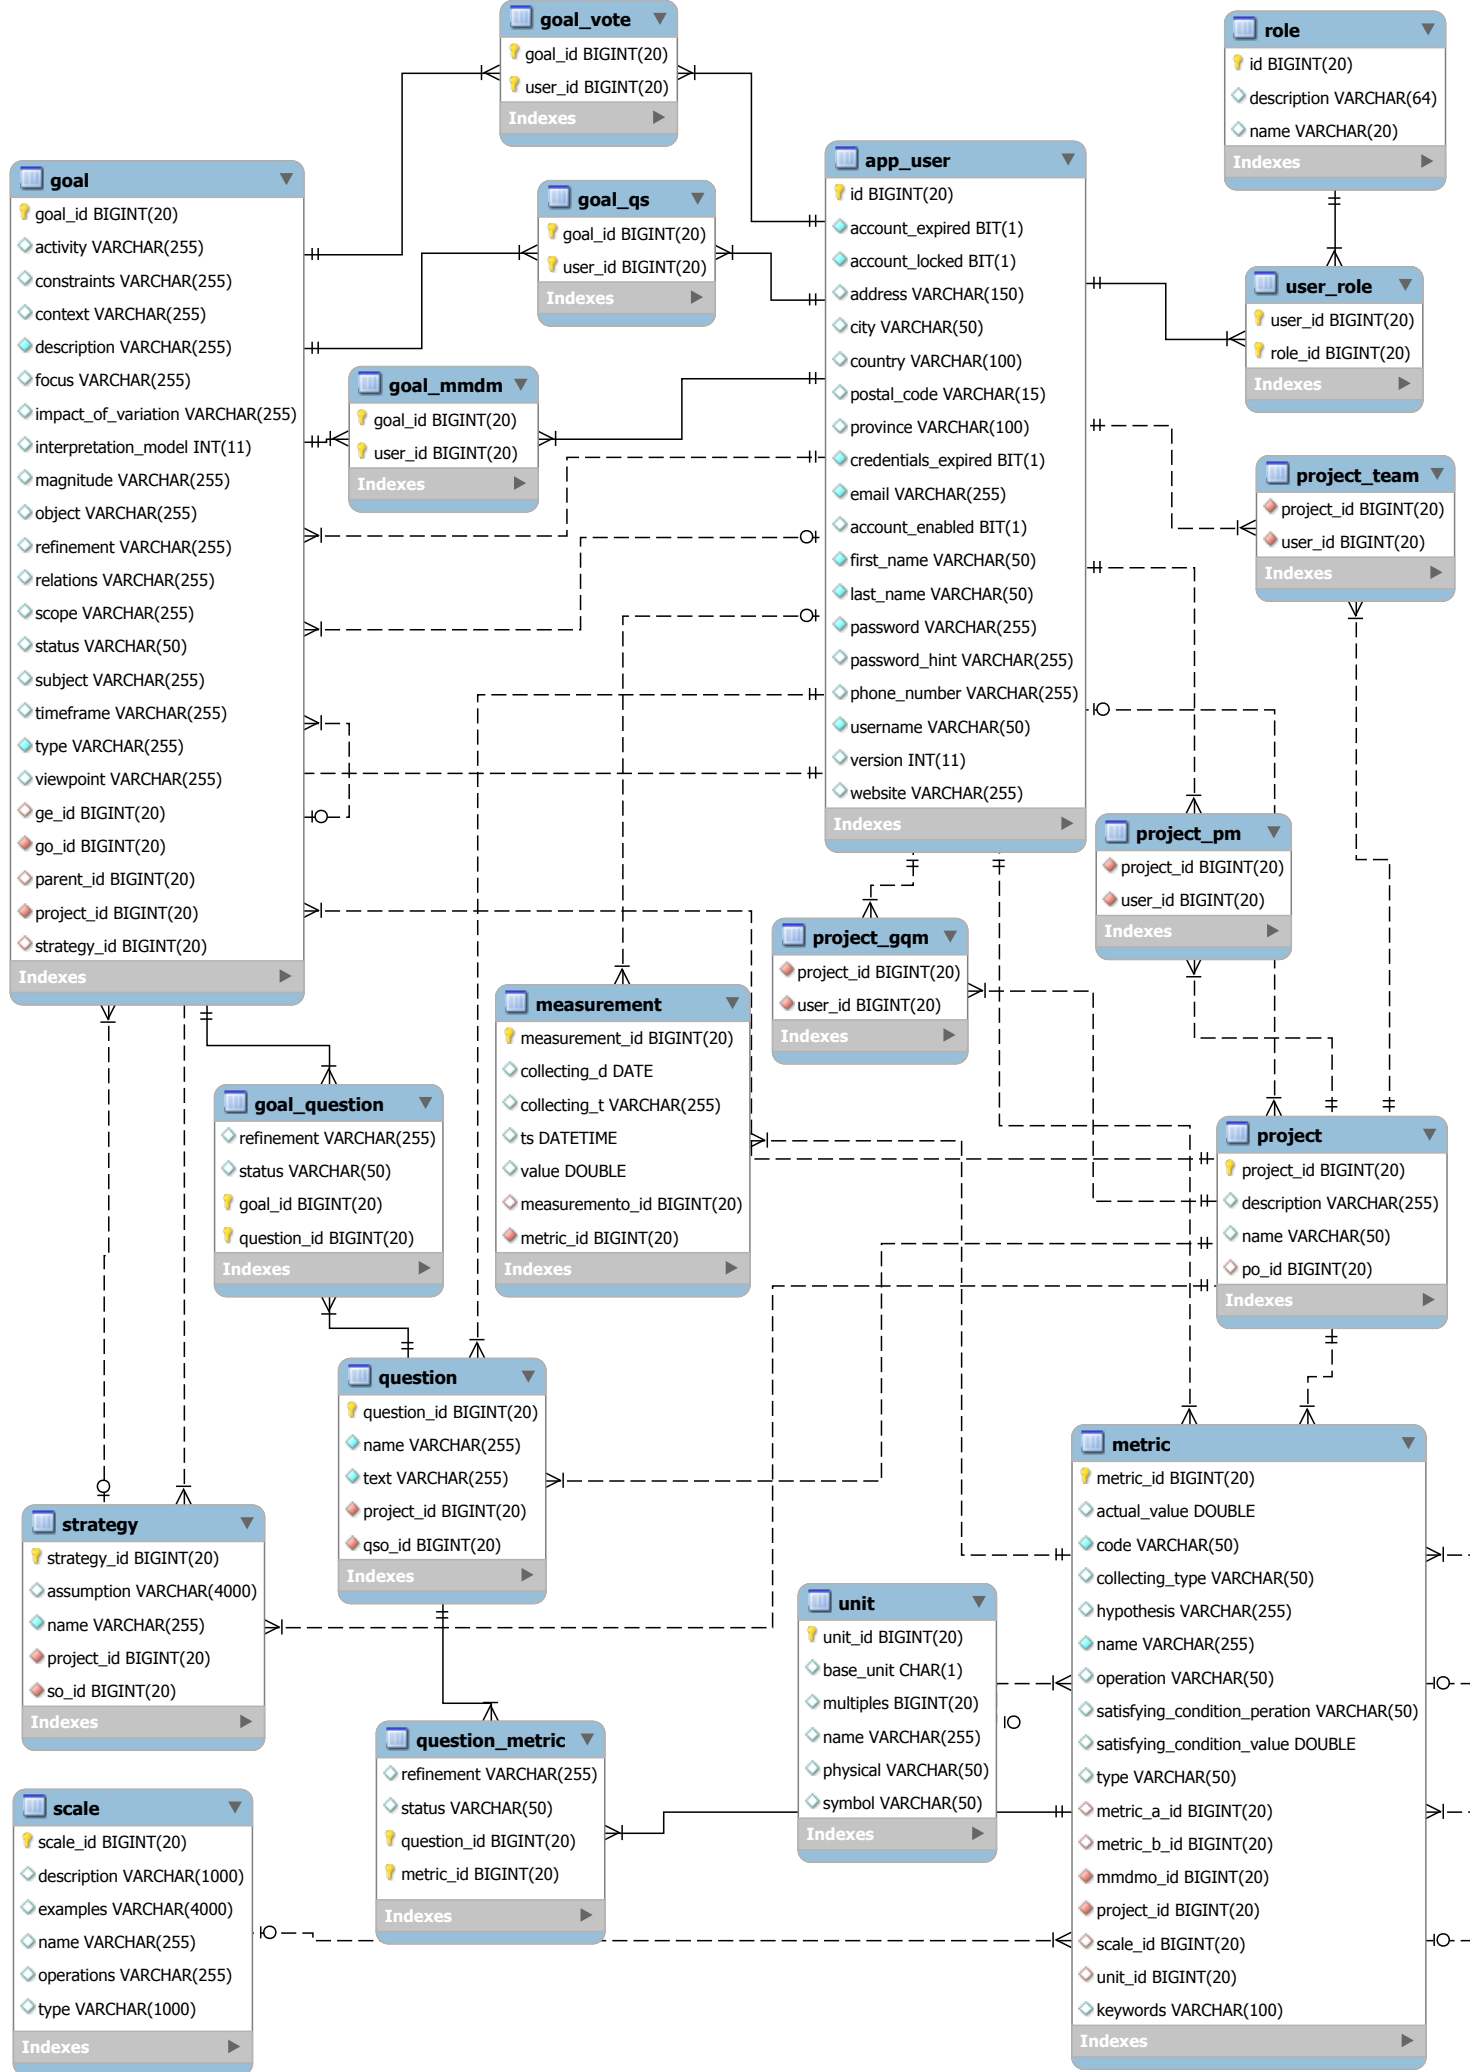 goal_vote
goal_id BIGINT(20)
user_id BIGINT(20)
Indexes
role
id BIGINT(20)
description VARCHAR(64)
name VARCHAR(20)
Indexes
goal
goal_id BIGINT(20)
activity VARCHAR(255)
constraints VARCHAR(255)
context VARCHAR(255)
description VARCHAR(255)
focus VARCHAR(255)
impact_of_variation VARCHAR(255)
interpretation_model INT(11)
magnitude VARCHAR(255)
object VARCHAR(255)
refinement VARCHAR(255)
relations VARCHAR(255)
scope VARCHAR(255)
status VARCHAR(50)
subject VARCHAR(255)
timeframe VARCHAR(255)
type VARCHAR(255)
viewpoint VARCHAR(255)
ge_id BIGINT(20)
go_id BIGINT(20)
parent_id BIGINT(20)
project_id BIGINT(20)
strategy_id BIGINT(20)
Indexes
goal_qs
goal_id BIGINT(20)
user_id BIGINT(20)
Indexes
goal_mmdm
goal_id BIGINT(20)
user_id BIGINT(20)
Indexes
app_user
id BIGINT(20)
account_expired BIT(1)
account_locked BIT(1)
address VARCHAR(150)
city VARCHAR(50)
country VARCHAR(100)
postal_code VARCHAR(15)
province VARCHAR(100)
credentials_expired BIT(1)
email VARCHAR(255)
account_enabled BIT(1)
first_name VARCHAR(50)
last_name VARCHAR(50)
password VARCHAR(255)
password_hint VARCHAR(255)
phone_number VARCHAR(255)
username VARCHAR(50)
version INT(11)
website VARCHAR(255)
Indexes
user_role
user_id BIGINT(20)
role_id BIGINT(20)
Indexes
project_team
project_id BIGINT(20)
user_id BIGINT(20)
Indexes
project_pm
project_id BIGINT(20)
user_id BIGINT(20)
Indexes
project_gqm
project_id BIGINT(20)
user_id BIGINT(20)
Indexes
measurement
measurement_id BIGINT(20)
collecting_d DATE
collecting_t VARCHAR(255)
ts DATETIME
value DOUBLE
measuremento_id BIGINT(20)
metric_id BIGINT(20)
Indexes
goal_question
refinement VARCHAR(255)
status VARCHAR(50)
goal_id BIGINT(20)
question_id BIGINT(20)
Indexes
project
project_id BIGINT(20)
description VARCHAR(255)
name VARCHAR(50)
po_id BIGINT(20)
Indexes
question
question_id BIGINT(20)
name VARCHAR(255)
text VARCHAR(255)
project_id BIGINT(20)
qso_id BIGINT(20)
Indexes
strategy
strategy_id BIGINT(20)
assumption VARCHAR(4000)
name VARCHAR(255)
project_id BIGINT(20)
so_id BIGINT(20)
Indexes
metric
metric_id BIGINT(20)
actual_value DOUBLE
code VARCHAR(50)
collecting_type VARCHAR(50)
hypothesis VARCHAR(255)
name VARCHAR(255)
operation VARCHAR(50)
satisfying_condition_peration VARCHAR(50)
satisfying_condition_value DOUBLE
type VARCHAR(50)
metric_a_id BIGINT(20)
metric_b_id BIGINT(20)
mmdmo_id BIGINT(20)
project_id BIGINT(20)
scale_id BIGINT(20)
unit_id BIGINT(20)
keywords VARCHAR(100)
Indexes
unit
unit_id BIGINT(20)
base_unit CHAR(1)
multiples BIGINT(20)
name VARCHAR(255)
physical VARCHAR(50)
symbol VARCHAR(50)
Indexes
question_metric
refinement VARCHAR(255)
status VARCHAR(50)
question_id BIGINT(20)
metric_id BIGINT(20)
Indexes
scale
scale_id BIGINT(20)
description VARCHAR(1000)
examples VARCHAR(4000)
name VARCHAR(255)
operations VARCHAR(255)
type VARCHAR(1000)
Indexes